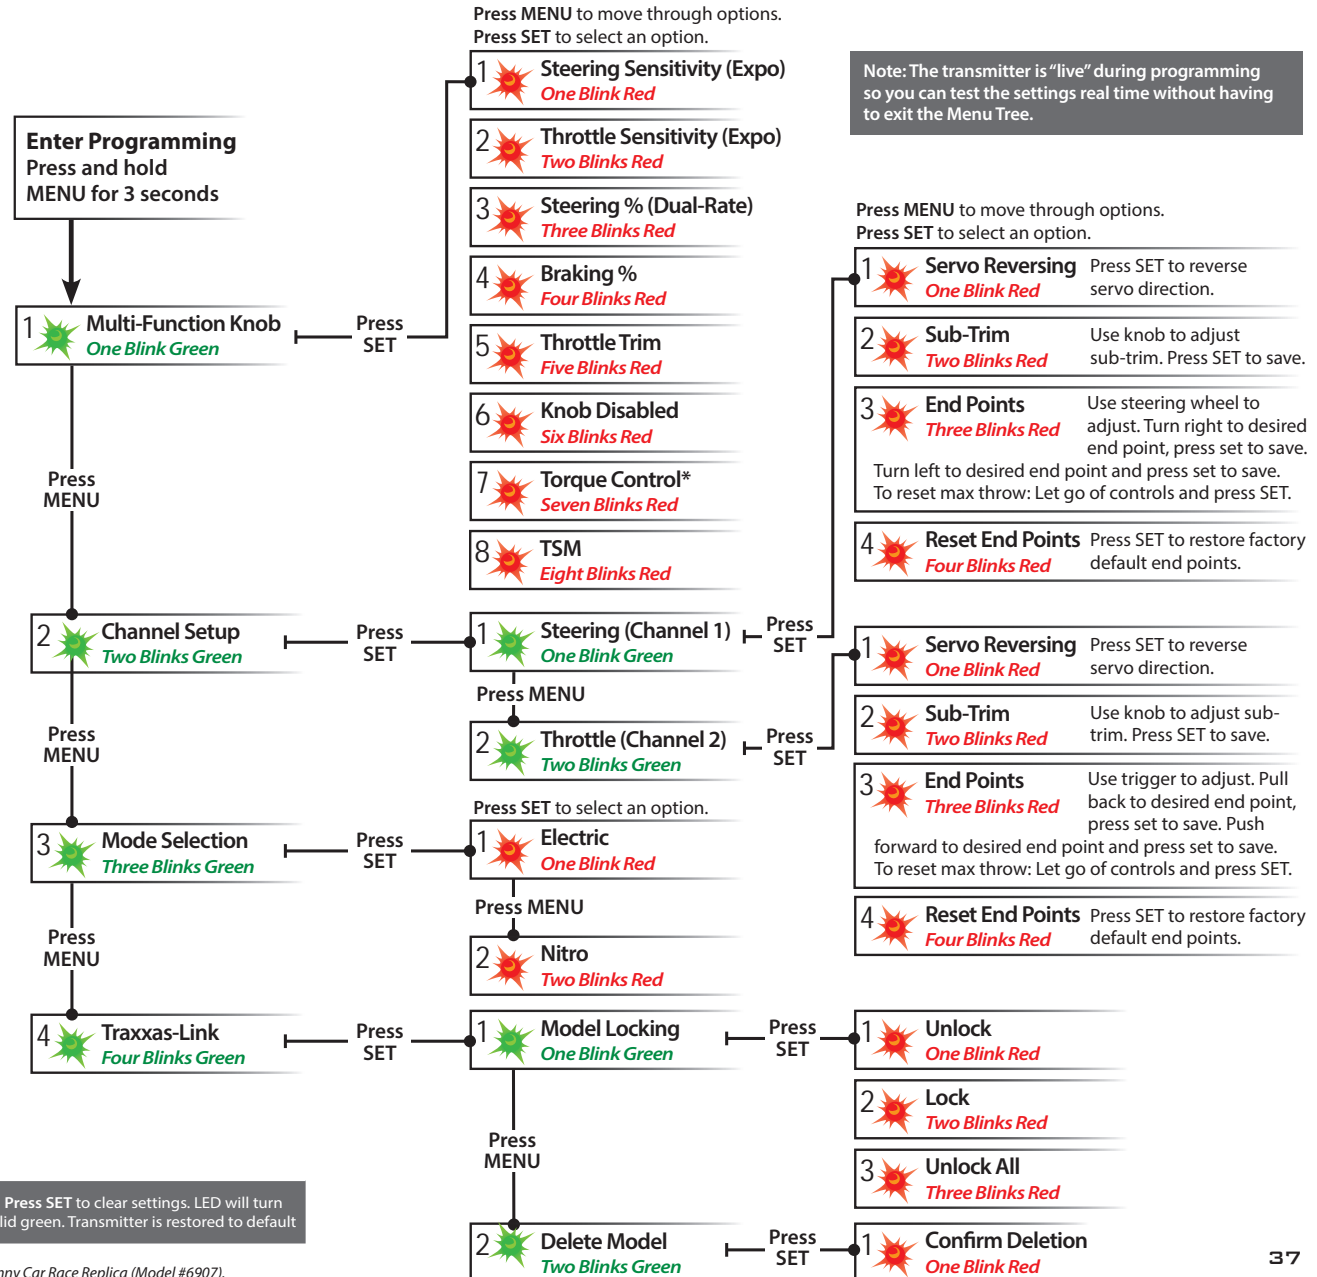 Press MENU to move through options.
Press SET to select an option.
1 Steering Sensitivity (Expo)
One Blink Red
2 Throttle Sensitivity (Expo)
Two Blinks Red
3 Steering % (Dual-Rate)
Three Blinks Red
4 Braking %
Four Blinks Red
5 Throttle Trim
Five Blinks Red
6 Knob Disabled
Six Blinks Red
7 Torque Control*
Seven Blinks Red
8 TSM
Eight Blinks Red
Note: The transmitter is “live” during programming
so you can test the settings real time without having
to exit the Menu Tree.
Enter Programming
Press and hold
MENU for 3 seconds
1 Multi-Function Knob
One Blink Green
Press
SET
Press
MENU
2 Channel Setup
Two Blinks Green
Press
SET
1 Steering (Channel 1)
One Blink Green
Press
SET
Press MENU
2 Throttle (Channel 2)
Two Blinks Green
Press
SET
Press MENU to move through options.
Press SET to select an option.
1 Servo Reversing Press SET to reverse
One Blink Red servo direction.
2 Sub-Trim Use knob to adjust
Two Blinks Red sub-trim. Press SET to save.
3 End Points Use steering wheel to
Three Blinks Red adjust. Turn right to desired
end point, press set to save.
Turn left to desired end point and press set to save.
To reset max throw: Let go of controls and press SET.
4 Reset End Points Press SET to restore factory
Four Blinks Red default end points.
1 Servo Reversing Press SET to reverse
One Blink Red servo direction.
2 Sub-Trim Use knob to adjust sub-
Two Blinks Red trim. Press SET to save.
3 End Points Use trigger to adjust. Pull
Three Blinks Red back to desired end point,
press set to save. Push
forward to desired end point and press set to save.
To reset max throw: Let go of controls and press SET.
4 Reset End Points Press SET to restore factory
Four Blinks Red default end points.
Press
MENU
3 Mode Selection
Three Blinks Green
Press
SET
Press SET to select an option.
1 Electric
One Blink Red
Press MENU
2 Nitro
Two Blinks Red
Press
MENU
4 Traxxas-Link
Four Blinks Green
Press
SET
1 Model Locking
One Blink Green
Press
SET
1 Unlock
One Blink Red
2 Lock
Two Blinks Red
3 Unlock All
Three Blinks Red
Press
MENU
2 Delete Model
Two Blinks Green
Press
SET
1 Confirm Deletion
One Blink Red
Press SET to clear settings. LED will turn
lid green. Transmitter is restored to default
nny Car Race Replica (Model #6907).
37